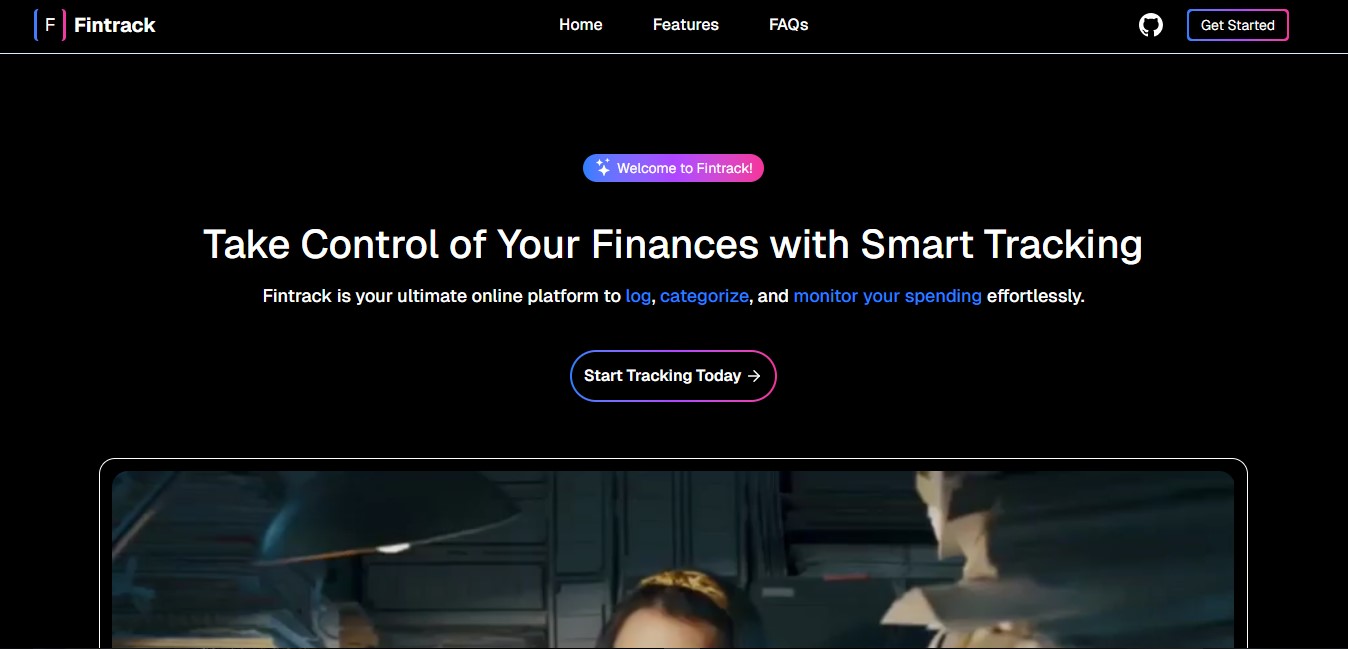 F Fintrack
Home
Features
FAQs
Get Started
Welcome to Fintrack!
Take Control of Your Finances with Smart Tracking
Fintrack is your ultimate online platform to log, categorize, and monitor your spending effortlessly.
Start Tracking Today →